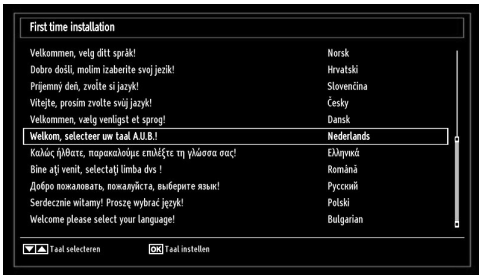 First time installation
Velkommen, velg ditt språk! Norsk
Dobro došli, molim izaberite svoj jezik! Hrvatski
Príjemný deň, zvoľte si jazyk! Slovenčina
Vítejte, prosím zvolte svůj jazyk! Česky
Velkommen, vælg venligst et sprog! Dansk
Welkom, selecteer uw taal A.U.B.! Nederlands
Καλώς ήλθατε, παρακαλούμε επιλέξτε τη γλώσσα σας! Ελληνικά
Bine aţi venit, selectaţi limba dvs ! Română
Добро пожаловать, пожалуйста, выберите язык! Русский
Serdecznie witamy! Proszę wybrać język! Polski
Welcome please select your language! Bulgarian
Taal selecteren OK Taal instellen